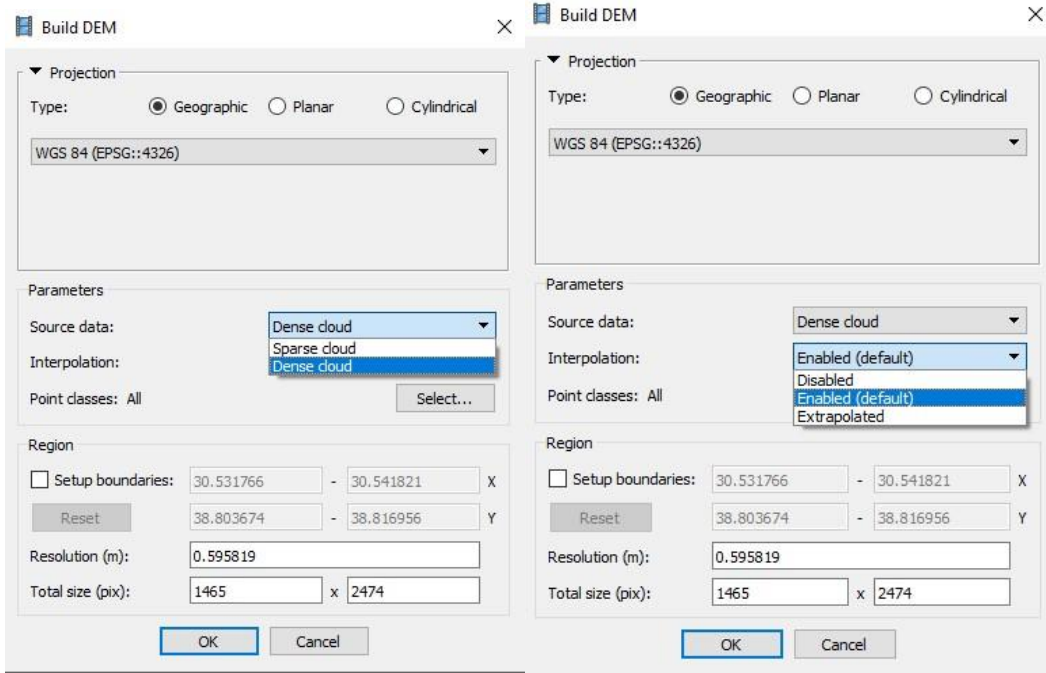 Build DEM
Projection
Type: Geographic Planar Cylindrical
WGS 84 (EPSG::4326)
Parameters
Source data: Dense cloud
Sparse cloud
Dense cloud
Interpolation:
Point classes: All Select...
Region
Setup boundaries: 30.531766 - 30.541821 X
Reset 38.803674 - 38.816956 Y
Resolution (m): 0.595819
Total size (pix): 1465 x 2474
OK Cancel
Build DEM
Projection
Type: Geographic Planar Cylindrical
WGS 84 (EPSG::4326)
Parameters
Source data: Dense cloud
Interpolation: Enabled (default)
Disabled
Enabled (default)
Extrapolated
Point classes: All
Region
Setup boundaries: 30.531766 - 30.541821 X
Reset 38.803674 - 38.816956 Y
Resolution (m): 0.595819
Total size (pix): 1465 x 2474
OK Cancel